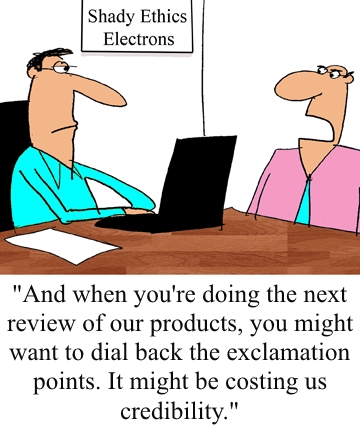 Shady Ethics
Electrons
"And when you're doing the next
review of our products, you might
want to dial back the exclamation
points. It might be costing us
credibility."